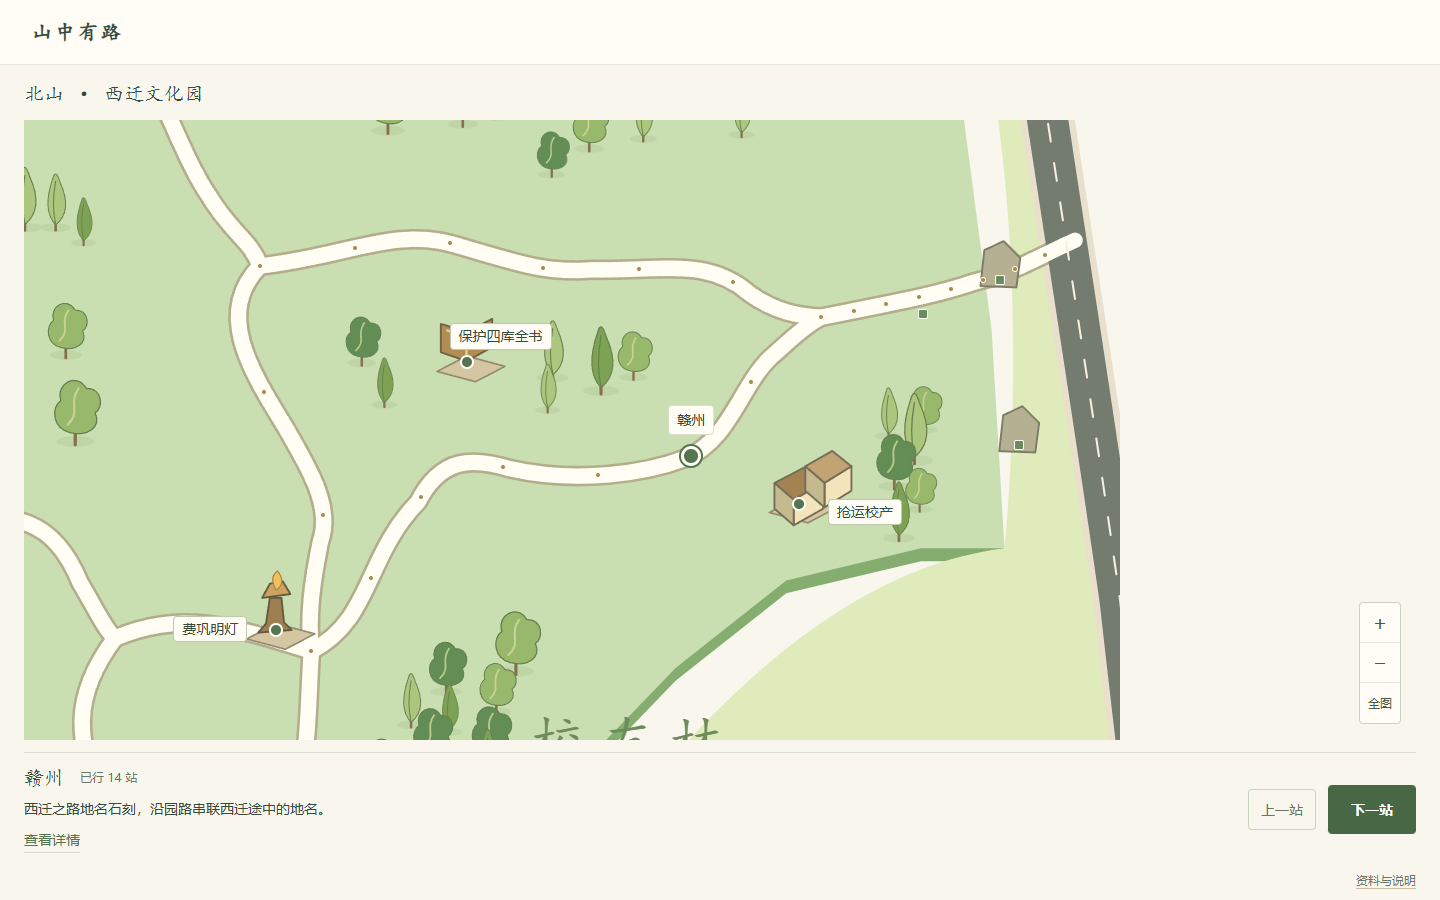 山中有路
北山 • 西迁文化园
保护四库全书
赣州
抢运校产
费巩明灯
+
−
全图
赣州 已行 14 站
西迁之路地名石刻，沿园路串联西迁途中的地名。
查看详情
上一站
下一站
资料与说明